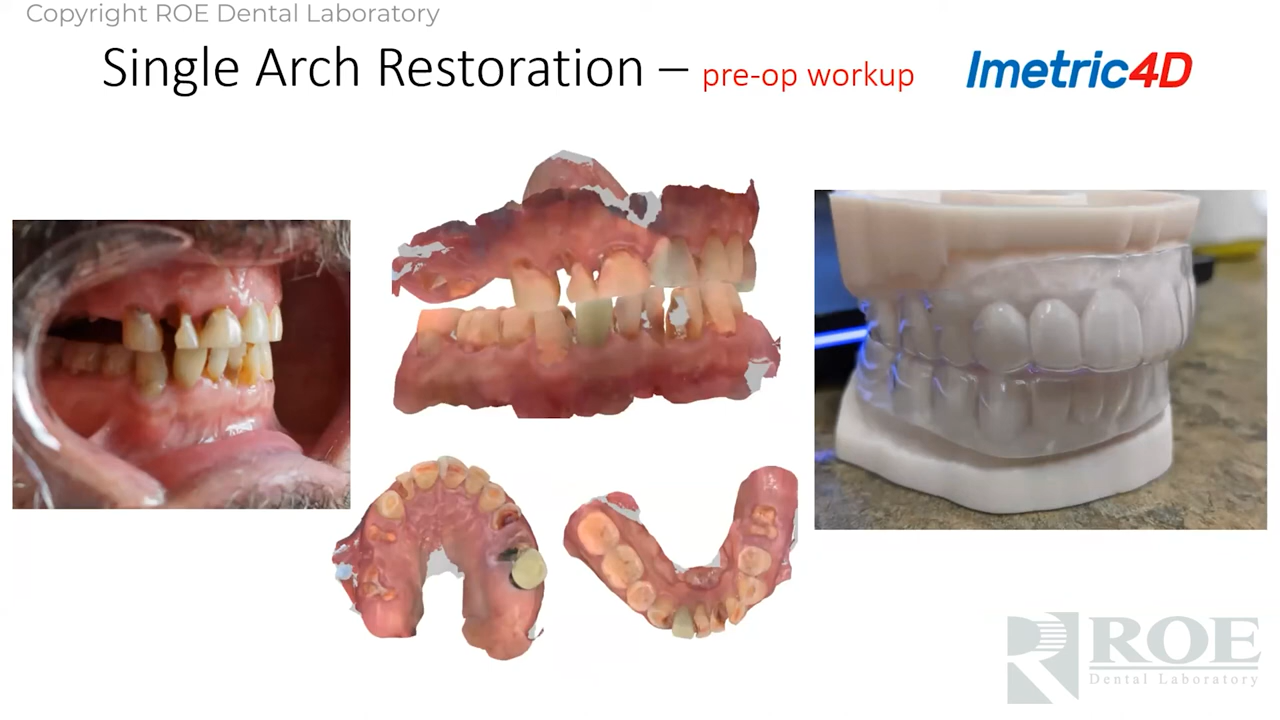 Copyright ROE Dental Laboratory
Single Arch Restoration – pre-op workup
Imetric4D
ROE
Dental Laboratory